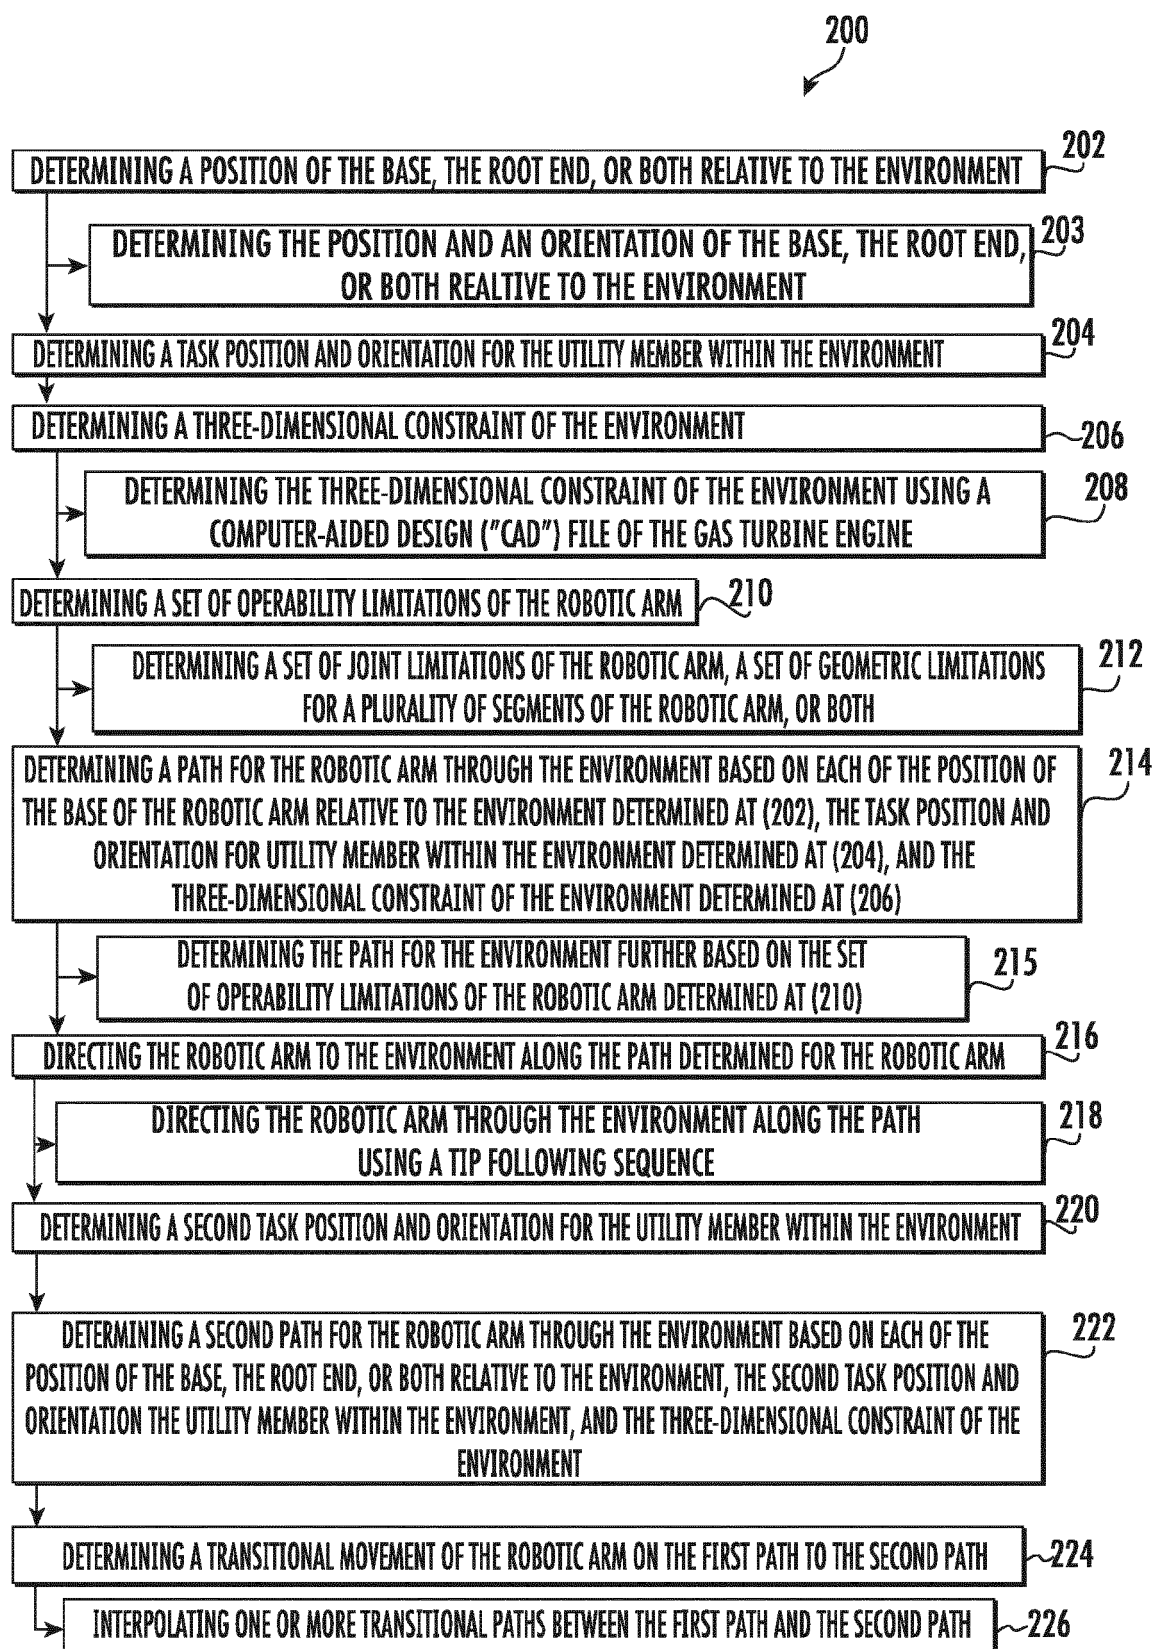 200
DETERMINING A POSITION OF THE BASE, THE ROOT END, OR BOTH RELATIVE TO THE ENVIRONMENT
202
DETERMINING THE POSITION AND AN ORIENTATION OF THE BASE, THE ROOT END,
OR BOTH REALTIVE TO THE ENVIRONMENT
203
DETERMINING A TASK POSITION AND ORIENTATION FOR THE UTILITY MEMBER WITHIN THE ENVIRONMENT
204
DETERMINING A THREE-DIMENSIONAL CONSTRAINT OF THE ENVIRONMENT
206
DETERMINING THE THREE-DIMENSIONAL CONSTRAINT OF THE ENVIRONMENT USING A
COMPUTER-AIDED DESIGN ("CAD") FILE OF THE GAS TURBINE ENGINE
208
DETERMINING A SET OF OPERABILITY LIMITATIONS OF THE ROBOTIC ARM
210
DETERMINING A SET OF JOINT LIMITATIONS OF THE ROBOTIC ARM, A SET OF GEOMETRIC LIMITATIONS
FOR A PLURALITY OF SEGMENTS OF THE ROBOTIC ARM, OR BOTH
212
DETERMINING A PATH FOR THE ROBOTIC ARM THROUGH THE ENVIRONMENT BASED ON EACH OF THE POSITION OF
THE BASE OF THE ROBOTIC ARM RELATIVE TO THE ENVIRONMENT DETERMINED AT (202), THE TASK POSITION AND
ORIENTATION FOR UTILITY MEMBER WITHIN THE ENVIRONMENT DETERMINED AT (204), AND THE
THREE-DIMENSIONAL CONSTRAINT OF THE ENVIRONMENT DETERMINED AT (206)
214
DETERMINING THE PATH FOR THE ENVIRONMENT FURTHER BASED ON THE SET
OF OPERABILITY LIMITATIONS OF THE ROBOTIC ARM DETERMINED AT (210)
215
DIRECTING THE ROBOTIC ARM TO THE ENVIRONMENT ALONG THE PATH DETERMINED FOR THE ROBOTIC ARM
216
DIRECTING THE ROBOTIC ARM THROUGH THE ENVIRONMENT ALONG THE PATH
USING A TIP FOLLOWING SEQUENCE
218
DETERMINING A SECOND TASK POSITION AND ORIENTATION FOR THE UTILITY MEMBER WITHIN THE ENVIRONMENT
220
DETERMINING A SECOND PATH FOR THE ROBOTIC ARM THROUGH THE ENVIRONMENT BASED ON EACH OF THE
POSITION OF THE BASE, THE ROOT END, OR BOTH RELATIVE TO THE ENVIRONMENT, THE SECOND TASK POSITION AND
ORIENTATION THE UTILITY MEMBER WITHIN THE ENVIRONMENT, AND THE THREE-DIMENSIONAL CONSTRAINT OF THE
ENVIRONMENT
222
DETERMINING A TRANSITIONAL MOVEMENT OF THE ROBOTIC ARM ON THE FIRST PATH TO THE SECOND PATH
224
INTERPOLATING ONE OR MORE TRANSITIONAL PATHS BETWEEN THE FIRST PATH AND THE SECOND PATH
226